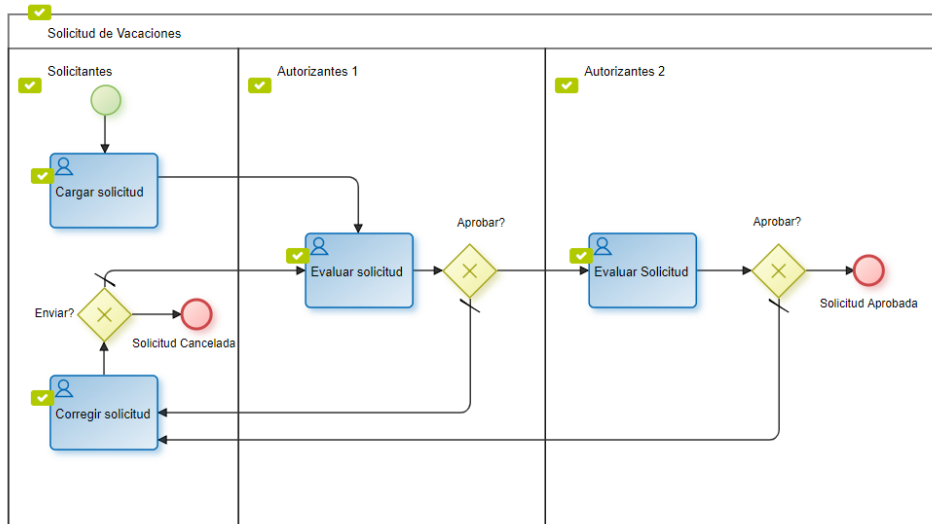 Solicitud de Vacaciones
Solicitantes
Autorizantes 1
Autorizantes 2
Cargar solicitud
Aprobar?
Aprobar?
Evaluar solicitud
Evaluar Solicitud
Solicitud Aprobada
Enviar?
Solicitud Cancelada
Corregir solicitud